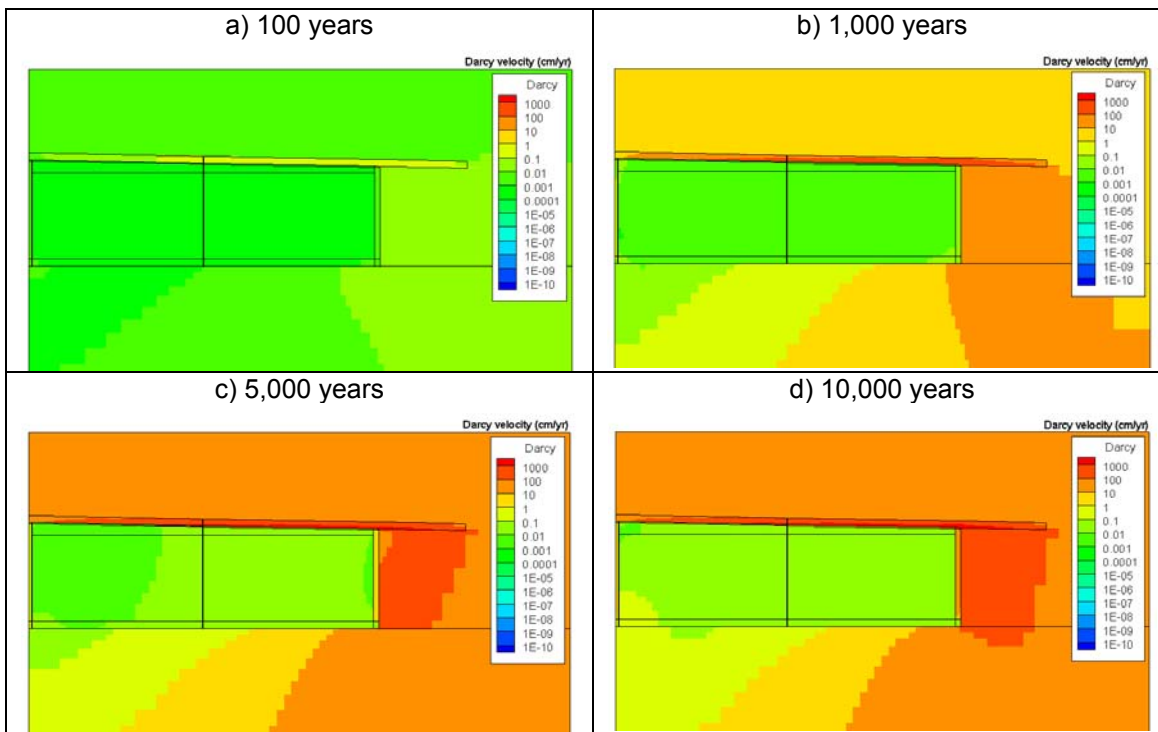 a) 100 years
Darcy velocity (cm/yr)
Darcy
1000
100
10
1
0.1
0.01
0.001
0.0001
1E-05
1E-06
1E-07
1E-08
1E-09
1E-10
b) 1,000 years
Darcy velocity (cm/yr)
Darcy
1000
100
10
1
0.1
0.01
0.001
0.0001
1E-05
1E-06
1E-07
1E-08
1E-09
1E-10
c) 5,000 years
Darcy velocity (cm/yr)
Darcy
1000
100
10
1
0.1
0.01
0.001
0.0001
1E-05
1E-06
1E-07
1E-08
1E-09
1E-10
d) 10,000 years
Darcy velocity (cm/yr)
Darcy
1000
100
10
1
0.1
0.01
0.001
0.0001
1E-05
1E-06
1E-07
1E-08
1E-09
1E-10